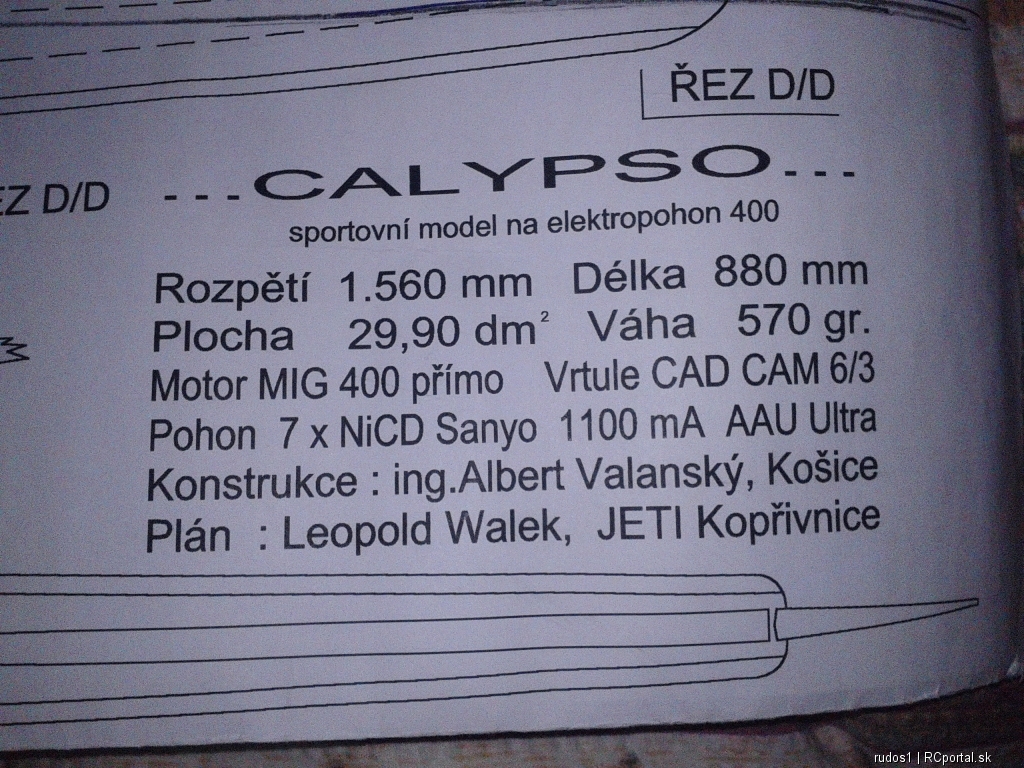 ŘEZ D/D
EZ D/D
---CALYPSO---
sportovní model na elektropohon 400
Rozpětí 1.560 mm Délka 880 mm
Plocha 29,90 dm² Váha 570 gr.
Motor MIG 400 přímo Vrtule CAD CAM 6/3
Pohon 7 x NiCD Sanyo 1100 mA AAU Ultra
Konstrukce : ing.Albert Valanský, Košice
Plán : Leopold Walek, JETI Kopřivnice
rudos1 | RCportal.sk